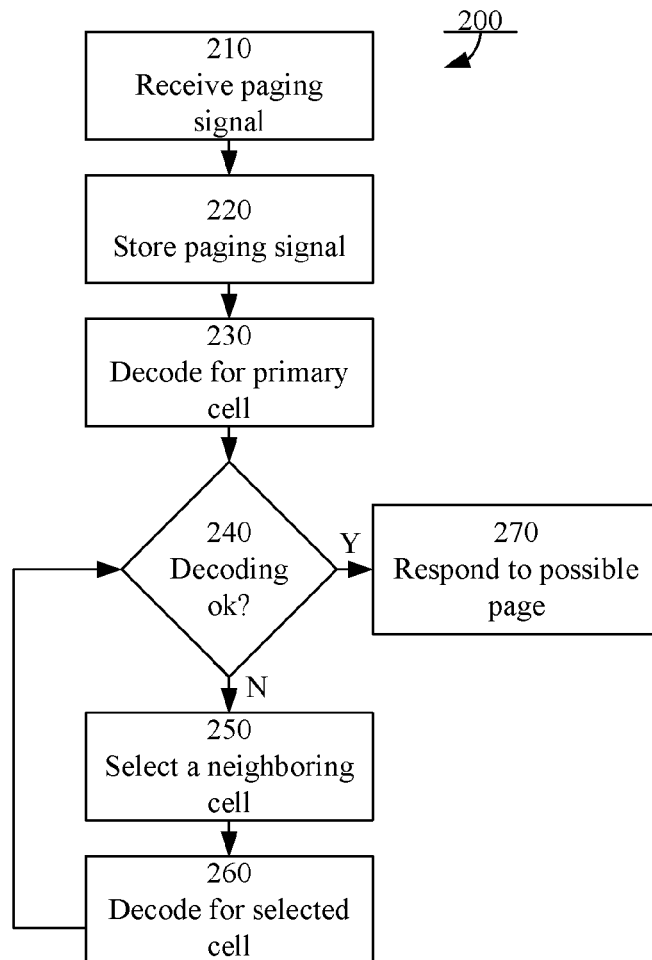 200
210
Receive paging
signal
220
Store paging signal
230
Decode for primary
cell
240
Decoding
ok?
Y
270
Respond to possible
page
N
250
Select a neighboring
cell
260
Decode for selected
cell